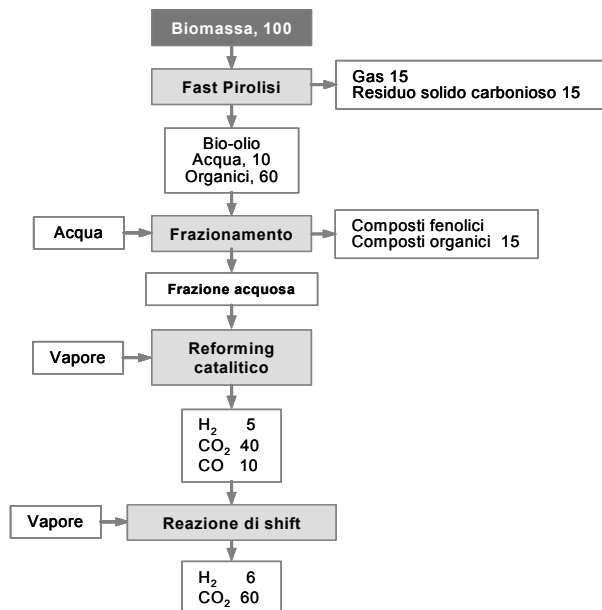 Biomassa, 100
Fast Pirolisi
Gas 15
Residuo solido carbonioso 15
Bio-olio
Acqua, 10
Organici, 60
Acqua
Frazionamento
Composti fenolici
Composti organici 15
Frazione acquosa
Vapore
Reforming
catalitico
H₂ 5
CO₂ 40
CO 10
Vapore
Reazione di shift
H₂ 6
CO₂ 60